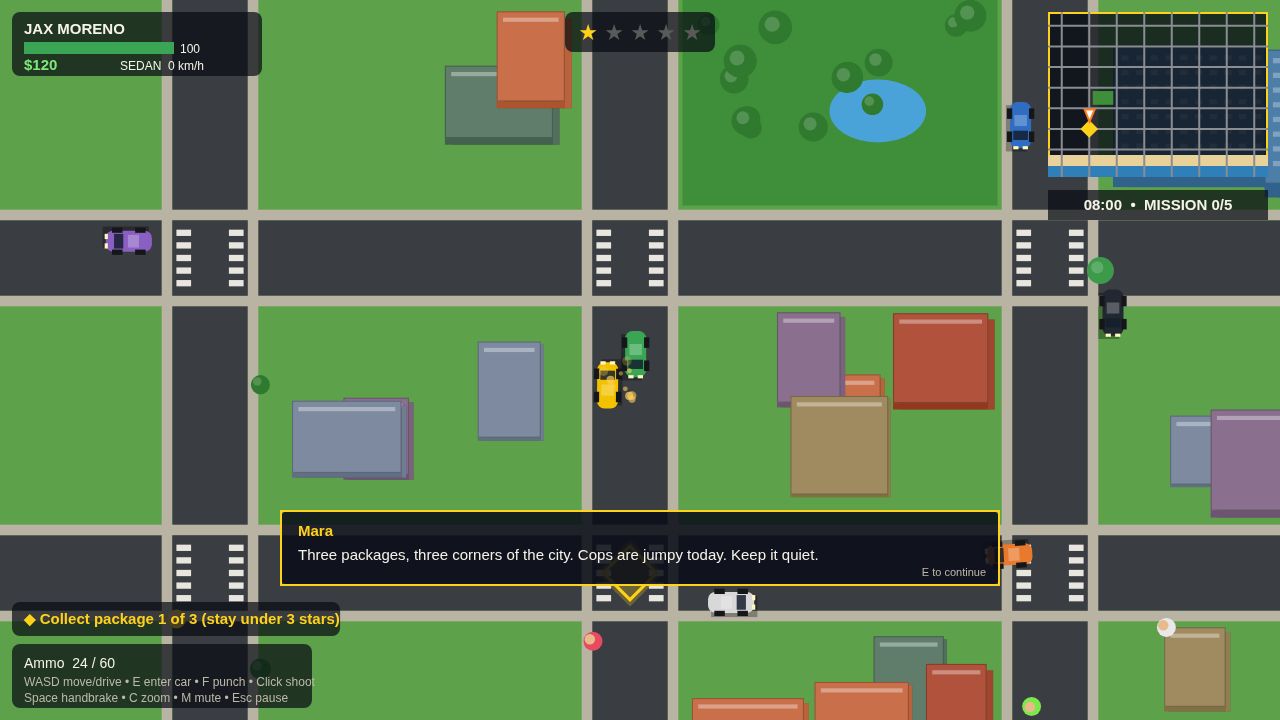 JAX MORENO
100
$120 SEDAN 0 km/h
08:00 • MISSION 0/5
Mara
Three packages, three corners of the city. Cops are jumpy today. Keep it quiet.
E to continue
Collect package 1 of 3 (stay under 3 stars)
Ammo 24 / 60
WASD move/drive • E enter car • F punch • Click shoot
Space handbrake • C zoom • M mute • Esc pause